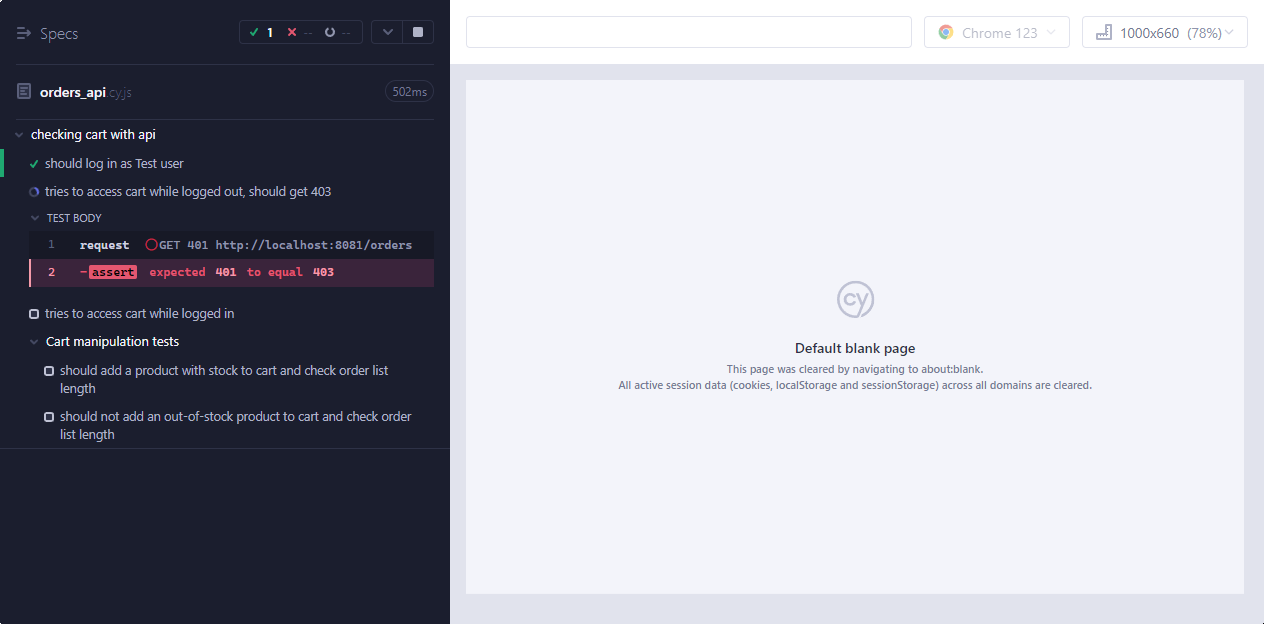 Specs
1 -- --
orders_api.cy.js
502ms
checking cart with api
should log in as Test user
tries to access cart while logged out, should get 403
TEST BODY
1 request GET 401 http://localhost:8081/orders
2 -assert expected 401 to equal 403
tries to access cart while logged in
Cart manipulation tests
should add a product with stock to cart and check order list
length
should not add an out-of-stock product to cart and check order
list length
Chrome 123
1000x660 (78%)
cy
Default blank page
This page was cleared by navigating to about:blank.
All active session data (cookies, localStorage and sessionStorage) across all domains are cleared.